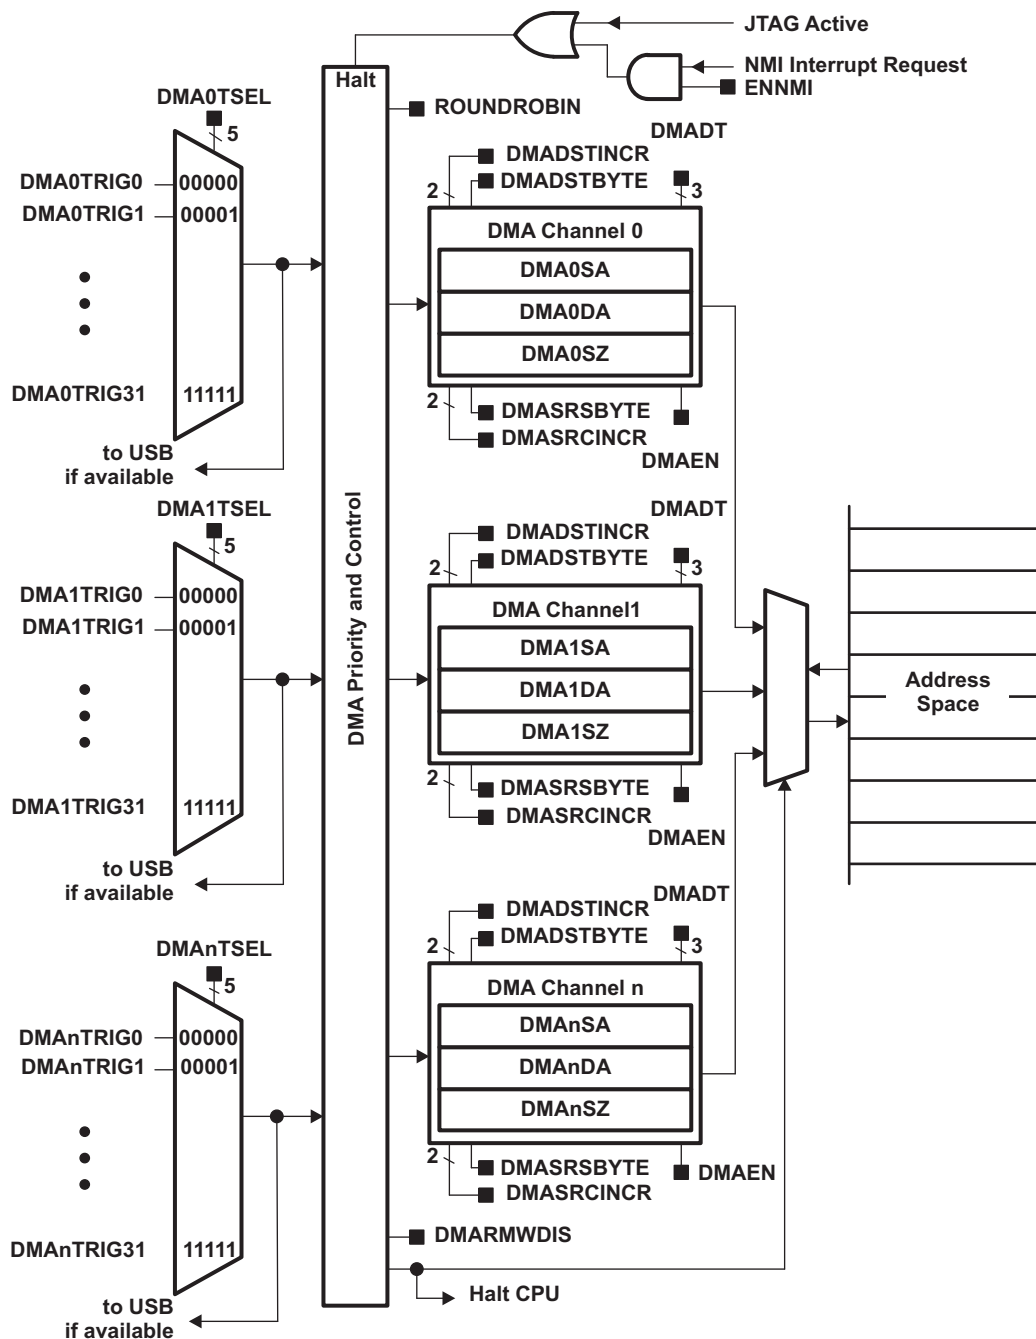 JTAG Active
NMI Interrupt Request
ENNMI
Halt
ROUNDROBIN
DMA Priority and Control
DMA0TSEL
5
DMA0TRIG0
00000
DMA0TRIG1
00001
DMA0TRIG31
11111
to USB
if available
DMADT
DMADSTINCR
DMADSTBYTE
2
3
DMA Channel 0
DMA0SA
DMA0DA
DMA0SZ
2
DMASRSBYTE
DMASRCINCR
DMAEN
DMA1TSEL
5
DMA1TRIG0
00000
DMA1TRIG1
00001
DMA1TRIG31
11111
to USB
if available
DMADT
DMADSTINCR
DMADSTBYTE
2
3
DMA Channel1
DMA1SA
DMA1DA
DMA1SZ
2
DMASRSBYTE
DMASRCINCR
DMAEN
Address
Space
DMAnTSEL
5
DMAnTRIG0
00000
DMAnTRIG1
00001
DMAnTRIG31
11111
to USB
if available
DMADT
DMADSTINCR
DMADSTBYTE
2
3
DMA Channel n
DMAnSA
DMAnDA
DMAnSZ
2
DMASRSBYTE
DMASRCINCR
DMAEN
DMARMWDIS
Halt CPU